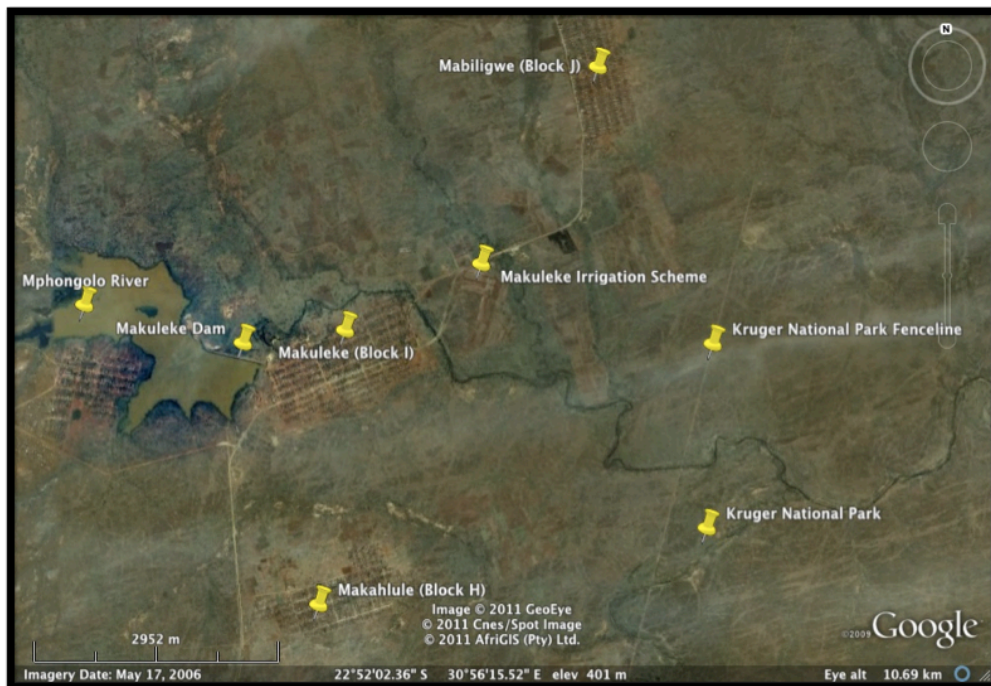 N
Mabiligwe (Block J)
Makuleke Irrigation Scheme
Mphongolo River
Makuleke Dam
Makuleke (Block I)
Kruger National Park Fenceline
Kruger National Park
Makahlule (Block H)
Image © 2011 GeoEye
© 2011 Cnes/Spot Image
© 2011 AfriGIS (Pty) Ltd.
©2009 Google
2952 m
Imagery Date: May 17, 2006 22°52'02.36" S 30°56'15.52" E elev 401 m Eye alt 10.69 km